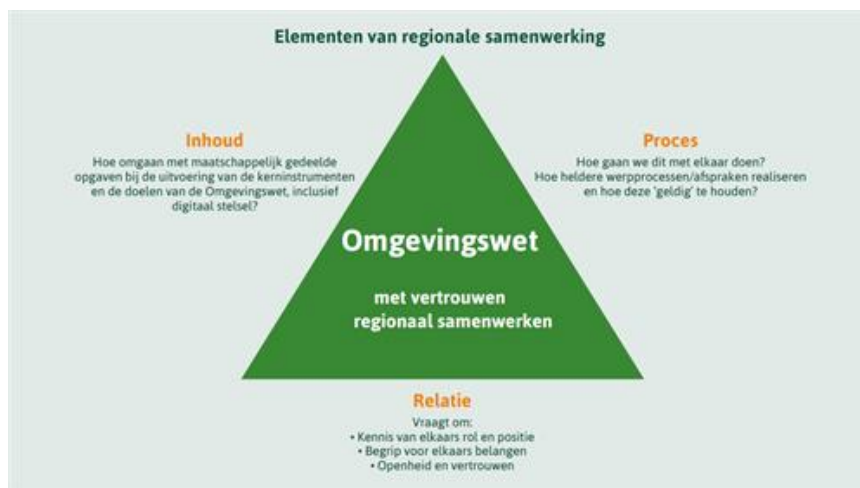 Elementen van regionale samenwerking
Inhoud
Hoe omgaan met maatschappelijk gedeelde
opgaven bij de uitvoering van de kerninstrumenten
en de doelen van de Omgevingswet, inclusief
digitaal stelsel?
Proces
Hoe gaan we dit met elkaar doen?
Hoe heldere werpprocessen/afspraken realiseren
en hoe deze 'geldig' te houden?
Omgevingswet
met vertrouwen
regionaal samenwerken
Relatie
Vraagt om:
• Kennis van elkaars rol en positie
• Begrip voor elkaars belangen
• Openheid en vertrouwen